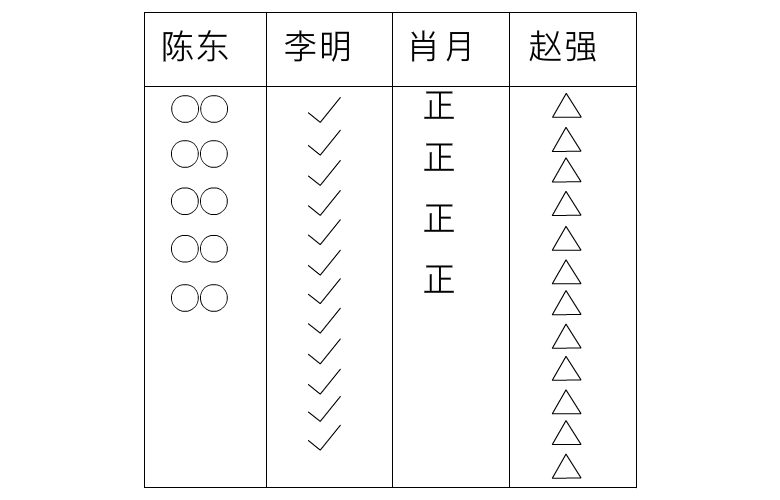 陈东 李明 肖月 赵强
○○ ✓ 正 △
○○ ✓ 正 △
○○ ✓ 正 △
○○ ✓ 正 △
○○ ✓ △
✓ △
✓ △
✓ △
✓ △
✓ △
✓ △
✓ △